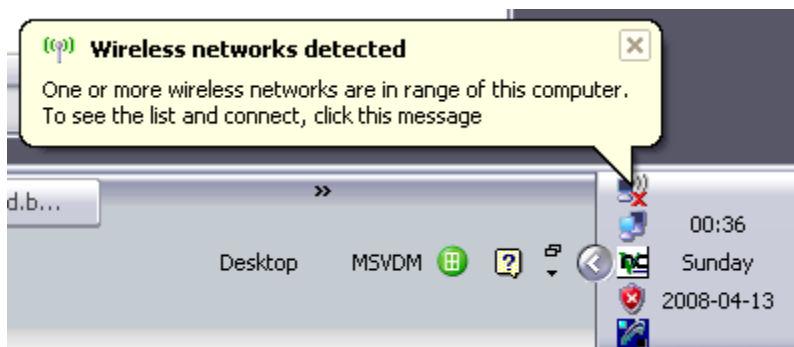 Wireless networks detected
One or more wireless networks are in range of this computer.
To see the list and connect, click this message
d.b...
»
00:36
Desktop MSVDM
Sunday
2008-04-13